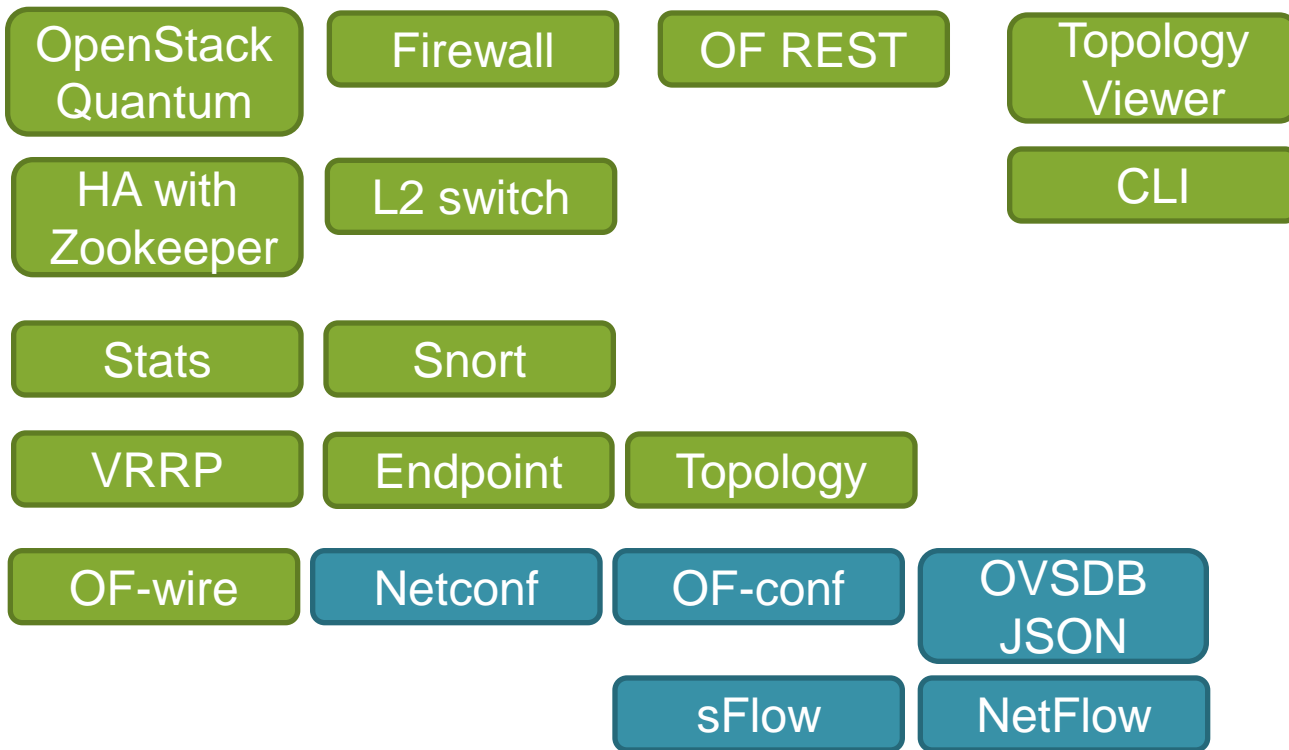 OpenStack
Quantum
Firewall
OF REST
Topology
Viewer
HA with
Zookeeper
L2 switch
CLI
Stats
Snort
VRRP
Endpoint
Topology
OF-wire
Netconf
OF-conf
OVSDB
JSON
sFlow
NetFlow